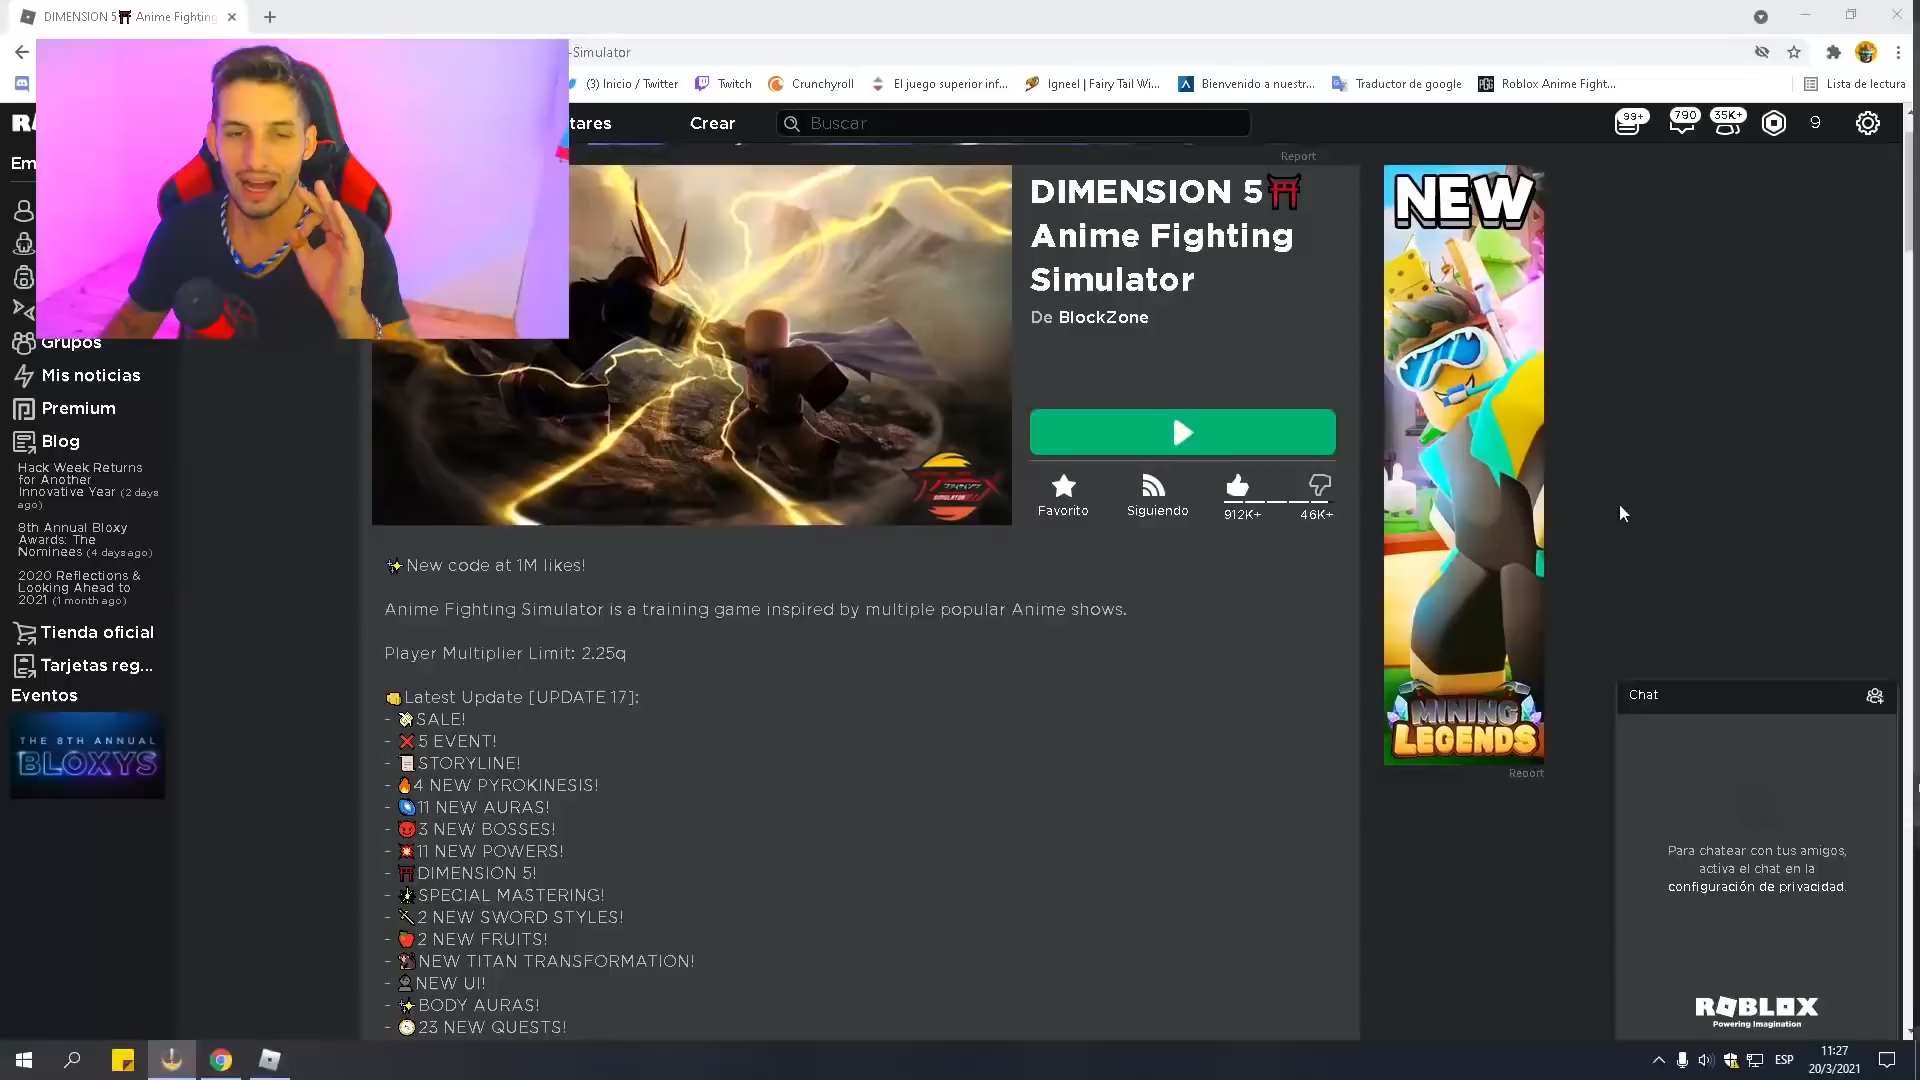 DIMENSION 5⛩ Anime Fighting
-Simulator
(3) Inicio / Twitter
Twitch
Crunchyroll
El juego superior inf...
Igneel | Fairy Tail Wi...
Bienvenido a nuestr...
Traductor de google
Roblox Anime Fight...
Lista de lectura
tares
Crear
Buscar
99+
790
35K+
9
Em
Report
DIMENSION 5⛩
Anime Fighting
Simulator
De BlockZone
Favorito
Siguiendo
912K+
46K+
NEW
MINING
LEGENDS
Report
Grupos
Mis noticias
Premium
Blog
Hack Week Returns
for Another
Innovative Year (2 days
ago)
8th Annual Bloxy
Awards: The
Nominees (4 days ago)
2020 Reflections &
Looking Ahead to
2021 (1 month ago)
Tienda oficial
Tarjetas reg...
Eventos
THE 8TH ANNUAL
BLOXYS
✨New code at 1M likes!
Anime Fighting Simulator is a training game inspired by multiple popular Anime shows.
Player Multiplier Limit: 2.25q
👊Latest Update [UPDATE 17]:
- 💸SALE!
- ❌5 EVENT!
- 📜STORYLINE!
- 🔥4 NEW PYROKINESIS!
- 🌌11 NEW AURAS!
- 😈3 NEW BOSSES!
- 💥11 NEW POWERS!
- ⛩DIMENSION 5!
- SPECIAL MASTERING!
- 🗡2 NEW SWORD STYLES!
- 🍎2 NEW FRUITS!
- NEW TITAN TRANSFORMATION!
- 👤NEW UI!
- ✨BODY AURAS!
- 🧭23 NEW QUESTS!
Chat
Para chatear con tus amigos,
activa el chat en la
configuración de privacidad.
ROBLOX
Powering Imagination
ESP
11:27
20/3/2021